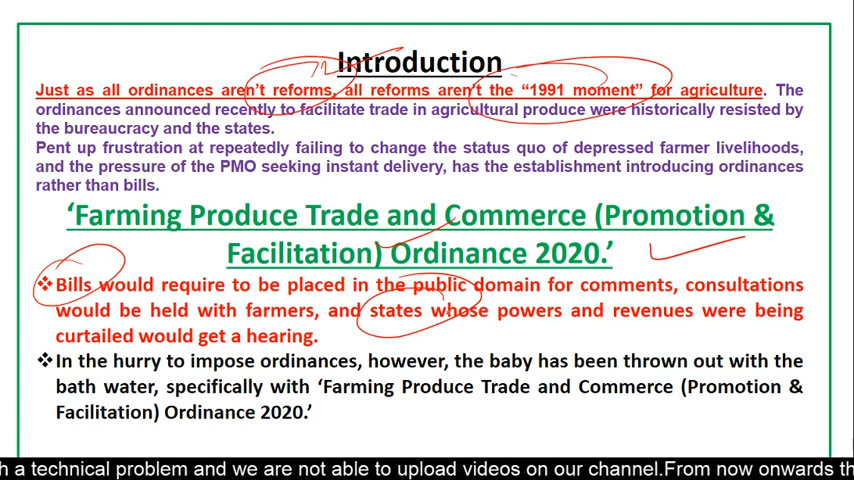 Introduction
Just as all ordinances aren't reforms, all reforms aren't the “1991 moment” for agriculture. The
ordinances announced recently to facilitate trade in agricultural produce were historically resisted by
the bureaucracy and the states.
Pent up frustration at repeatedly failing to change the status quo of depressed farmer livelihoods,
and the pressure of the PMO seeking instant delivery, has the establishment introducing ordinances
rather than bills.
‘Farming Produce Trade and Commerce (Promotion &
Facilitation) Ordinance 2020.’
❖Bills would require to be placed in the public domain for comments, consultations
would be held with farmers, and states whose powers and revenues were being
curtailed would get a hearing.
❖In the hurry to impose ordinances, however, the baby has been thrown out with the
bath water, specifically with ‘Farming Produce Trade and Commerce (Promotion &
Facilitation) Ordinance 2020.’
a technical problem and we are not able to upload videos on our channel.From now onwards